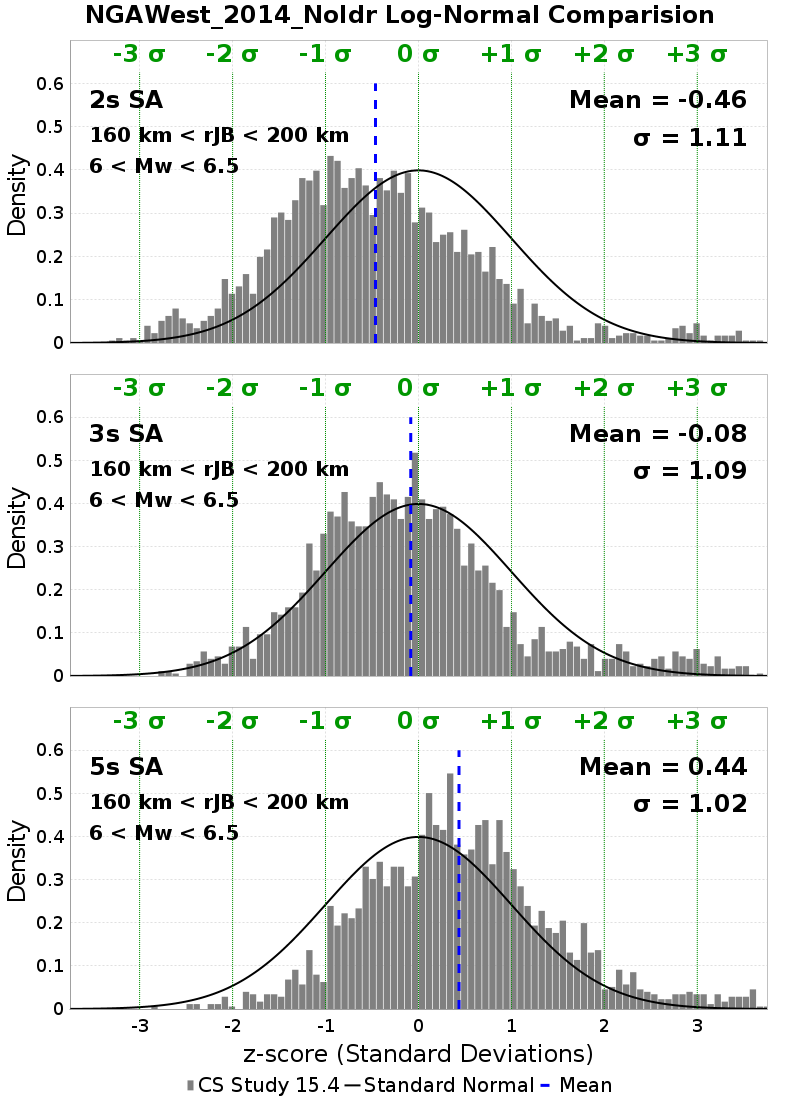 NGAWest_2014_NoIdr Log-Normal Comparision
-3 σ -2 σ -1 σ 0 σ +1 σ +2 σ +3 σ
0.6
2s SA Mean = -0.46
0.5
160 km < rJB < 200 km σ = 1.11
0.4
6 < Mw < 6.5
Density
0.3
0.2
0.1
0
-3 σ -2 σ -1 σ 0 σ +1 σ +2 σ +3 σ
0.6
3s SA Mean = -0.08
0.5
160 km < rJB < 200 km σ = 1.09
0.4
6 < Mw < 6.5
Density
0.3
0.2
0.1
0
-3 σ -2 σ -1 σ 0 σ +1 σ +2 σ +3 σ
0.6
5s SA Mean = 0.44
0.5
160 km < rJB < 200 km σ = 1.02
0.4
6 < Mw < 6.5
Density
0.3
0.2
0.1
0
-3 -2 -1 0 1 2 3
z-score (Standard Deviations)
CS Study 15.4 Standard Normal Mean